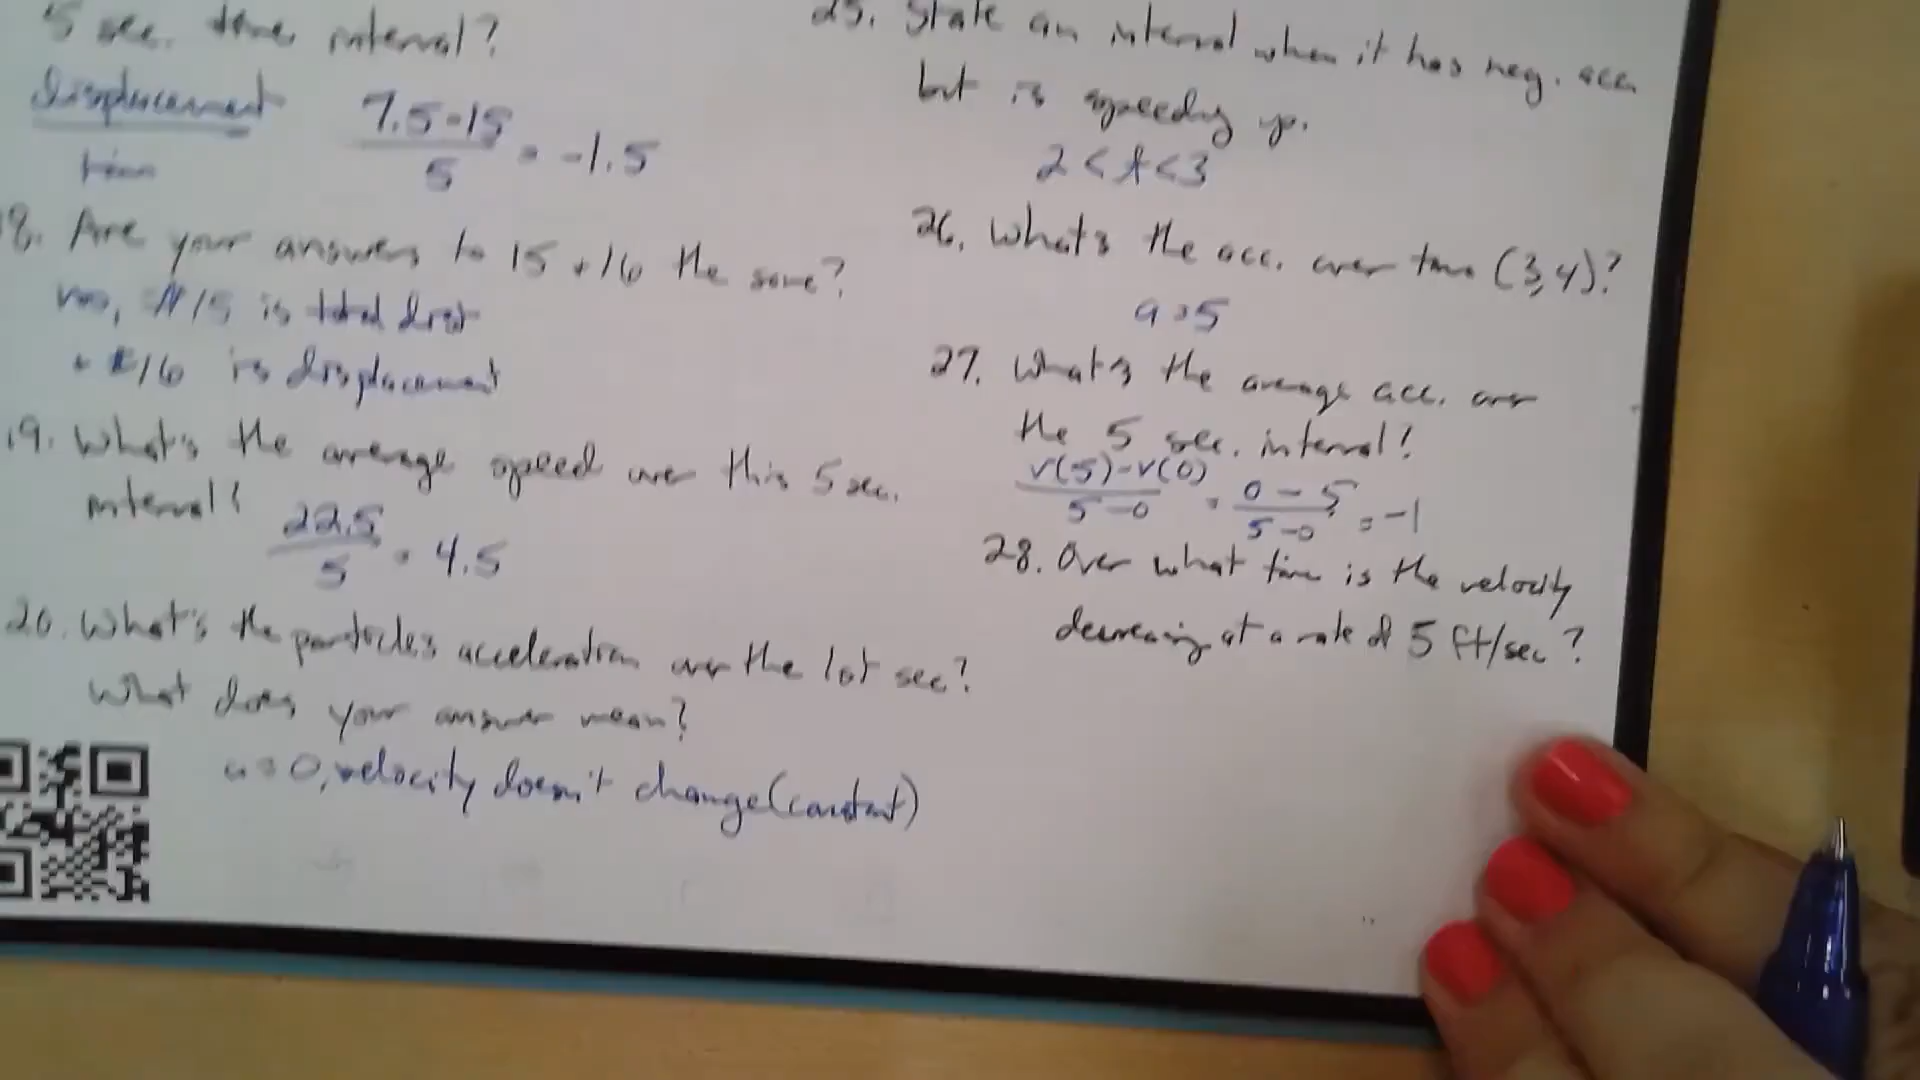 5 sec. time interval?
displacement
time
7.5-15
5
= -1.5
18. Are your answers to 15 + 16 the same?
no, #15 is total dist
+ #16 is displacement
19. What's the average speed over this 5 sec.
interval?
22.5
5
= 4.5
20. What's the particle's acceleration over the 1st sec?
What does your answer mean?
a = 0, velocity doesn't change (constant)
25. State an interval when it has neg. acc.
but is speeding up.
2 < t < 3
26. What's the acc. over time (3,4)?
a = 5
27. What's the average acc. over
the 5 sec. interval?
v(5)-v(0)
5-0
= 0-5
5-0
= -1
28. Over what time is the velocity
decreasing at a rate of 5 ft/sec?